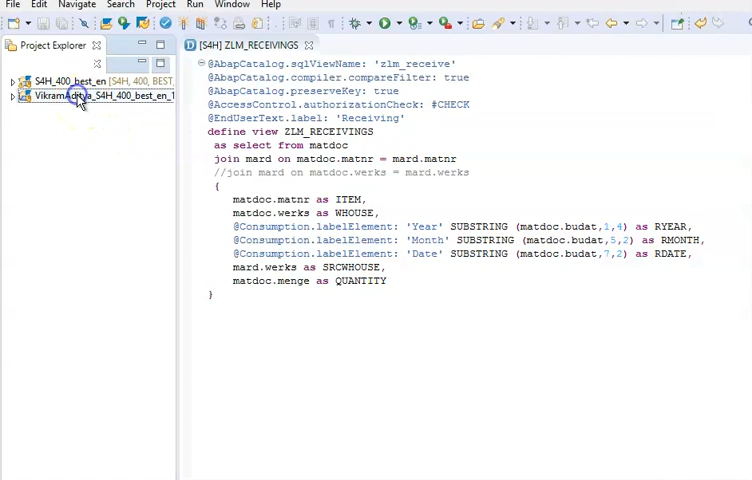 File Edit Navigate Search Project Run Window Help
Project Explorer
[S4H] ZLM_RECEIVINGS
S4H_400_best_en [S4H, 400, BEST,
VikramAditya_S4H_400_best_en_1
@AbapCatalog.sqlViewName: 'zlm_receive'
@AbapCatalog.compiler.compareFilter: true
@AbapCatalog.preserveKey: true
@AccessControl.authorizationCheck: #CHECK
@EndUserText.label: 'Receiving'
define view ZLM_RECEIVINGS
as select from matdoc
join mard on matdoc.matnr = mard.matnr
//join mard on matdoc.werks = mard.werks
{
matdoc.matnr as ITEM,
matdoc.werks as WHOUSE,
@Consumption.labelElement: 'Year' SUBSTRING (matdoc.budat,1,4) as RYEAR,
@Consumption.labelElement: 'Month' SUBSTRING (matdoc.budat,5,2) as RMONTH,
@Consumption.labelElement: 'Date' SUBSTRING (matdoc.budat,7,2) as RDATE,
mard.werks as SRCWHOUSE,
matdoc.menge as QUANTITY
}